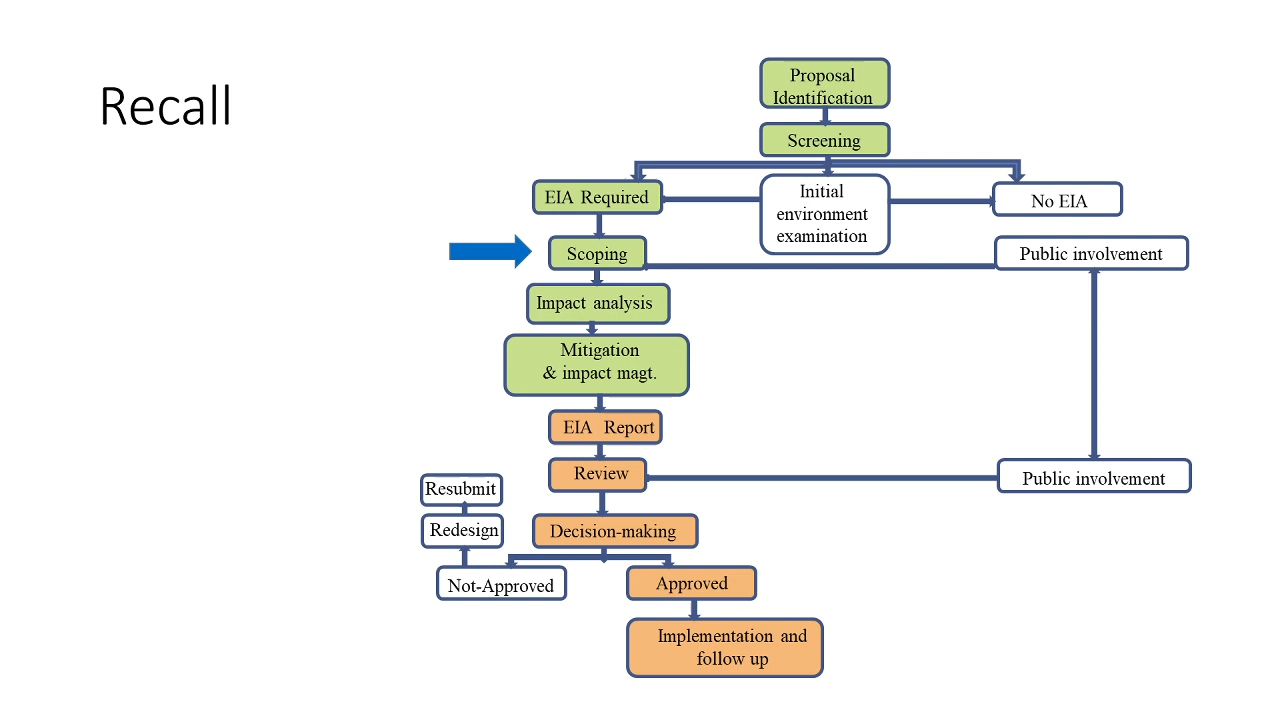 Recall
Proposal
Identification
Screening
EIA Required
Initial
environment
examination
No EIA
Scoping
Public involvement
Impact analysis
Mitigation
& impact magt.
EIA Report
Review
Public involvement
Resubmit
Redesign
Decision-making
Not-Approved
Approved
Implementation and
follow up